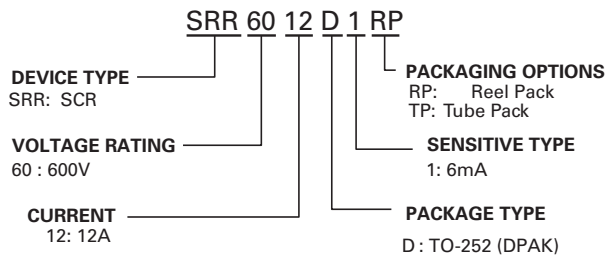 SRR 60 12 D 1 RP
DEVICE TYPE
SRR: SCR
VOLTAGE RATING
60 : 600V
CURRENT
12: 12A
PACKAGING OPTIONS
RP: Reel Pack
TP: Tube Pack
SENSITIVE TYPE
1: 6mA
PACKAGE TYPE
D : TO-252 (DPAK)